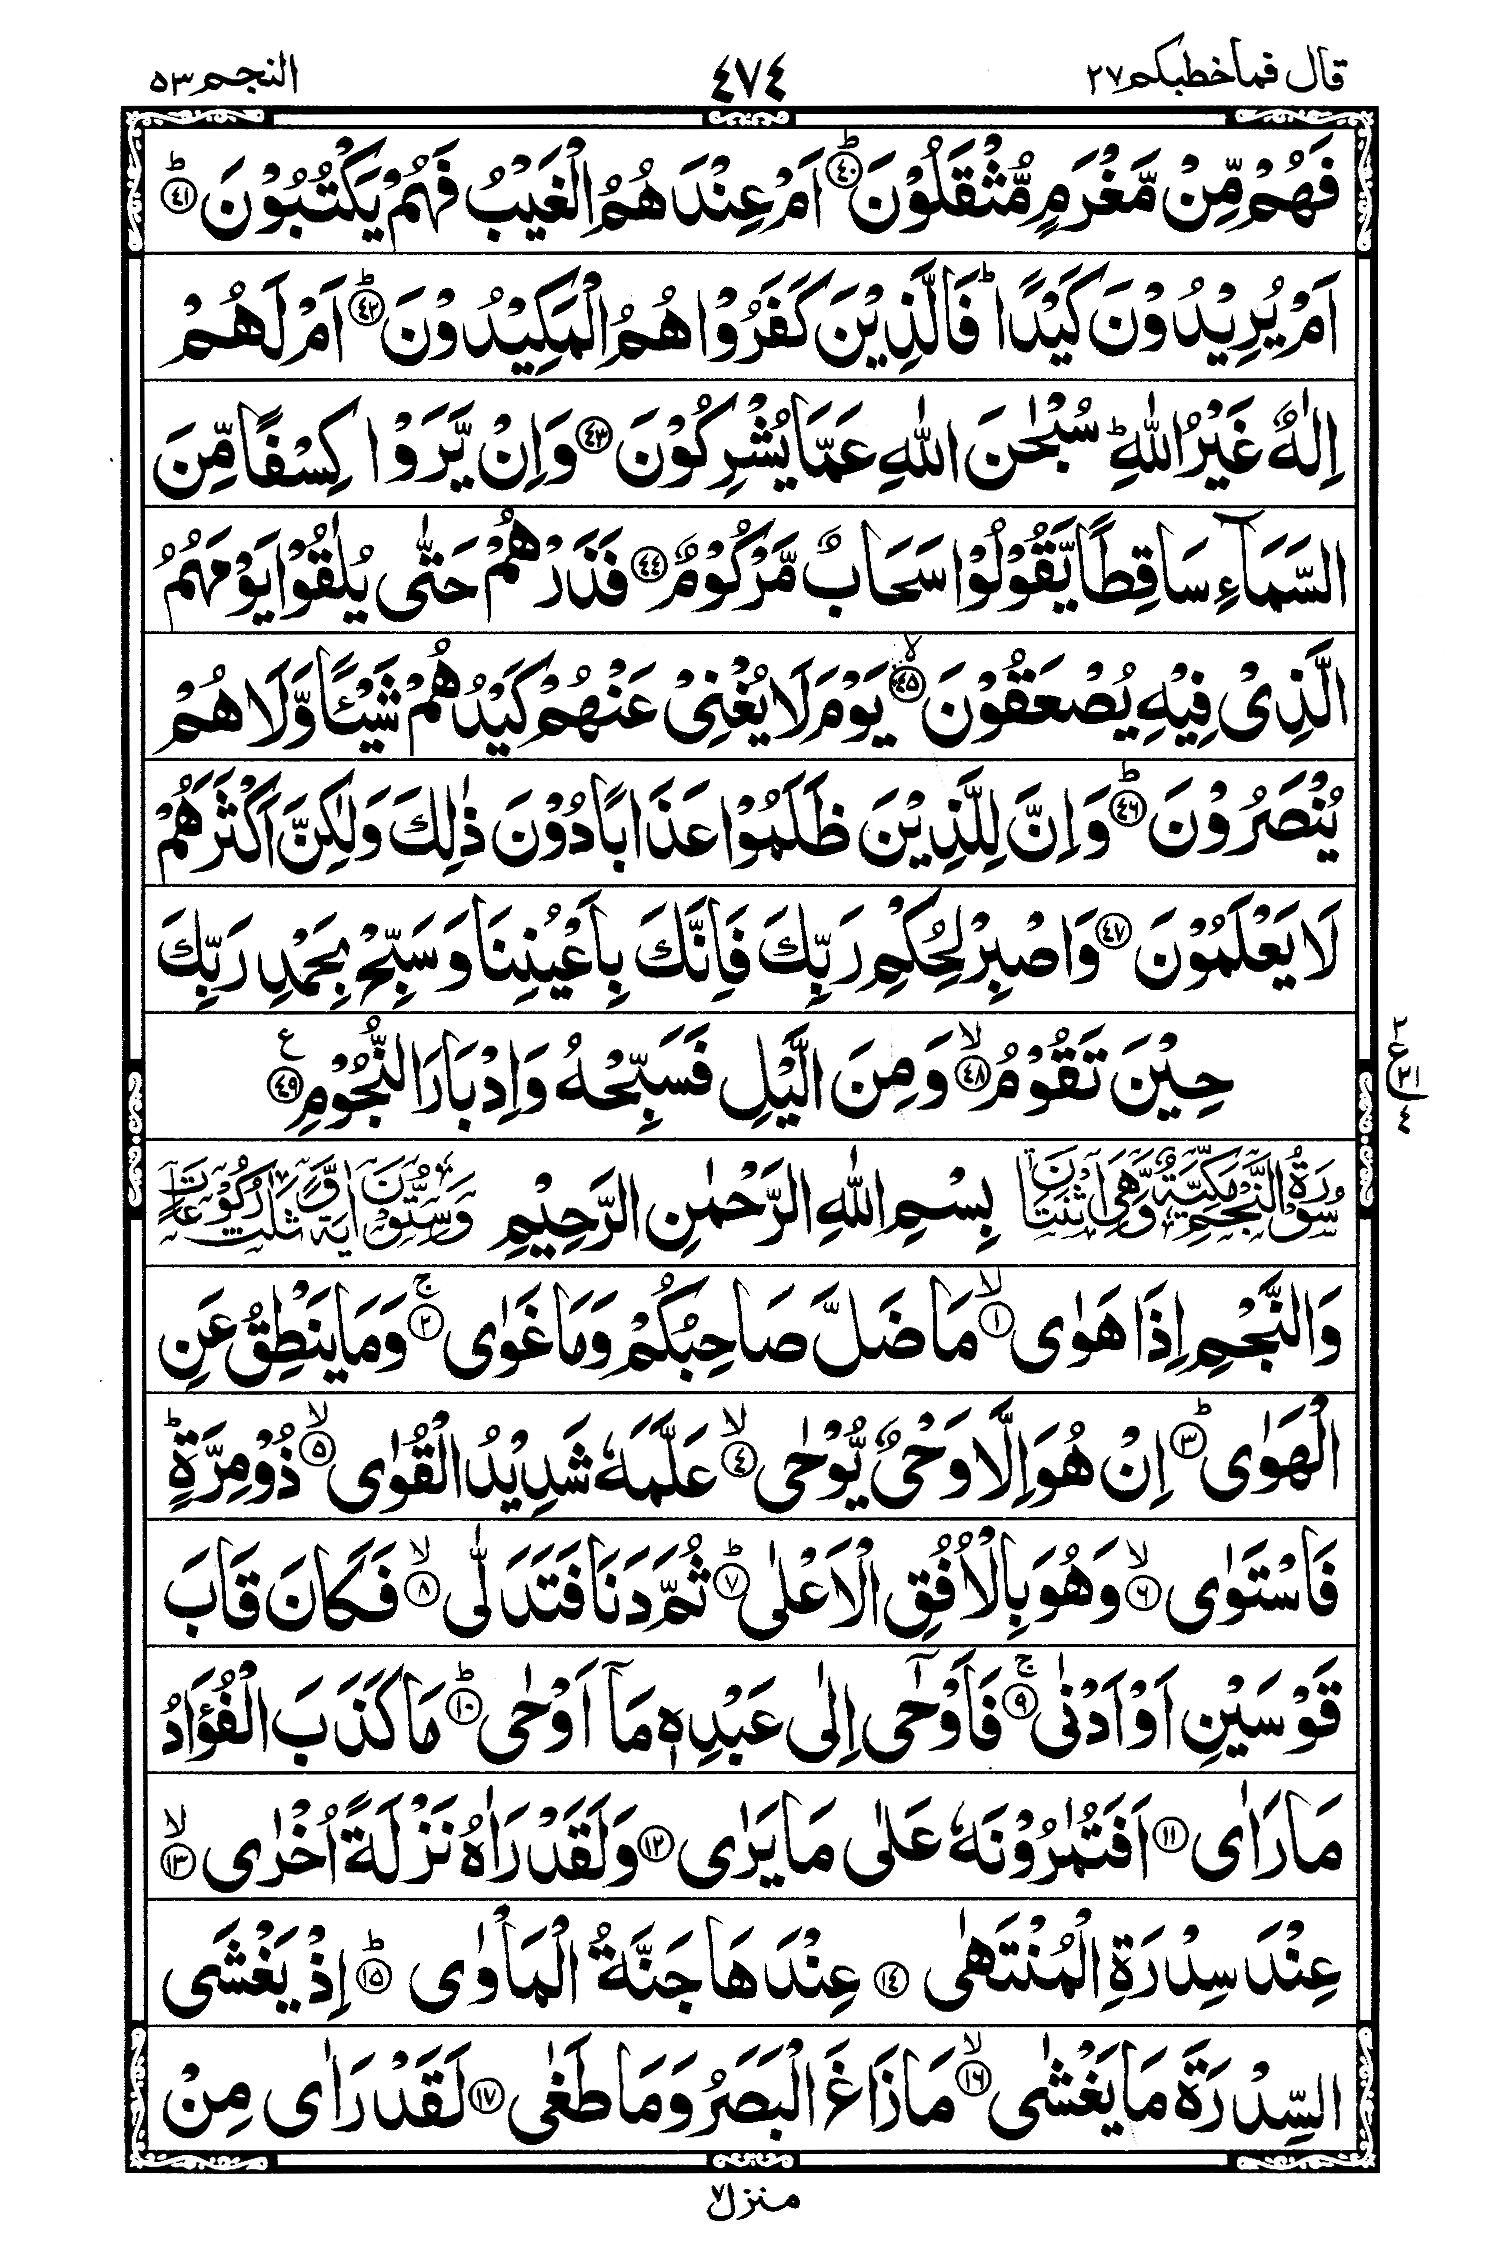 قال فما خطبكم ٢٧ ٤٧٤ النجم ٥٣
فَهُمْ مِّنْ مَّغْرَمٍ مُّثْقَلُوْنَ ؕ﴿٤٠﴾ اَمْ عِنْدَهُمُ الْغَيْبُ فَهُمْ يَكْتُبُوْنَ ؕ﴿٤١﴾
اَمْ يُرِيْدُوْنَ كَيْدًا ؕ فَالَّذِيْنَ كَفَرُوْا هُمُ الْمَكِيْدُوْنَ ؕ﴿٤٢﴾ اَمْ لَهُمْ
اِلٰهٌ غَيْرُ اللّٰهِ ؕ سُبْحٰنَ اللّٰهِ عَمَّا يُشْرِكُوْنَ ﴿٤٣﴾ وَاِنْ يَّرَوْا كِسْفًا مِّنَ
السَّمَآءِ سَاقِطًا يَّقُوْلُوْا سَحَابٌ مَّرْكُوْمٌ ﴿٤٤﴾ فَذَرْهُمْ حَتّٰى يُلٰقُوْا يَوْمَهُمُ
الَّذِىْ فِيْهِ يُصْعَقُوْنَ ۙ﴿٤٥﴾ يَوْمَ لَا يُغْنِىْ عَنْهُمْ كَيْدُهُمْ شَيْـًٔا وَّلَا هُمْ
يُنْصَرُوْنَ ؕ﴿٤٦﴾ وَاِنَّ لِلَّذِيْنَ ظَلَمُوْا عَذَابًا دُوْنَ ذٰلِكَ وَلٰكِنَّ اَكْثَرَهُمْ
لَا يَعْلَمُوْنَ ﴿٤٧﴾ وَاصْبِرْ لِحُكْمِ رَبِّكَ فَاِنَّكَ بِاَعْيُنِنَا وَسَبِّحْ بِحَمْدِ رَبِّكَ
حِيْنَ تَقُوْمُ ۙ﴿٤٨﴾ وَمِنَ الَّيْلِ فَسَبِّحْهُ وَاِدْبَارَ النُّجُوْمِ ﴿٤٩﴾ ع
٢ ع ٢١ ٤
سُوْرَةُ النَّجْمِ مَكِّيَّةٌ وَّهِىَ اثْنَتَانِ بِسْمِ اللّٰهِ الرَّحْمٰنِ الرَّحِيْمِ وَسِتُّوْنَ اٰيَةً وَّثَلٰثُ رُكُوْعَاتٍ
وَالنَّجْمِ اِذَا هَوٰى ۙ﴿١﴾ مَا ضَلَّ صَاحِبُكُمْ وَمَا غَوٰى ۚ﴿٢﴾ وَمَا يَنْطِقُ عَنِ
الْهَوٰى ؕ﴿٣﴾ اِنْ هُوَ اِلَّا وَحْىٌ يُّوْحٰى ۙ﴿٤﴾ عَلَّمَهٗ شَدِيْدُ الْقُوٰى ۙ﴿٥﴾ ذُوْ مِرَّةٍ ؕ
فَاسْتَوٰى ۙ﴿٦﴾ وَهُوَ بِالْاُفُقِ الْاَعْلٰى ؕ﴿٧﴾ ثُمَّ دَنَا فَتَدَلّٰى ۙ﴿٨﴾ فَكَانَ قَابَ
قَوْسَيْنِ اَوْ اَدْنٰى ۚ﴿٩﴾ فَاَوْحٰٓى اِلٰى عَبْدِهٖ مَآ اَوْحٰى ؕ﴿١٠﴾ مَا كَذَبَ الْفُؤَادُ
مَا رَاٰى ﴿١١﴾ اَفَتُمٰرُوْنَهٗ عَلٰى مَا يَرٰى ﴿١٢﴾ وَلَقَدْ رَاٰهُ نَزْلَةً اُخْرٰى ۙ﴿١٣﴾
عِنْدَ سِدْرَةِ الْمُنْتَهٰى ﴿١٤﴾ عِنْدَهَا جَنَّةُ الْمَاْوٰى ؕ﴿١٥﴾ اِذْ يَغْشَى
السِّدْرَةَ مَا يَغْشٰى ۙ﴿١٦﴾ مَا زَاغَ الْبَصَرُ وَمَا طَغٰى ﴿١٧﴾ لَقَدْ رَاٰى مِنْ
منزل ٧